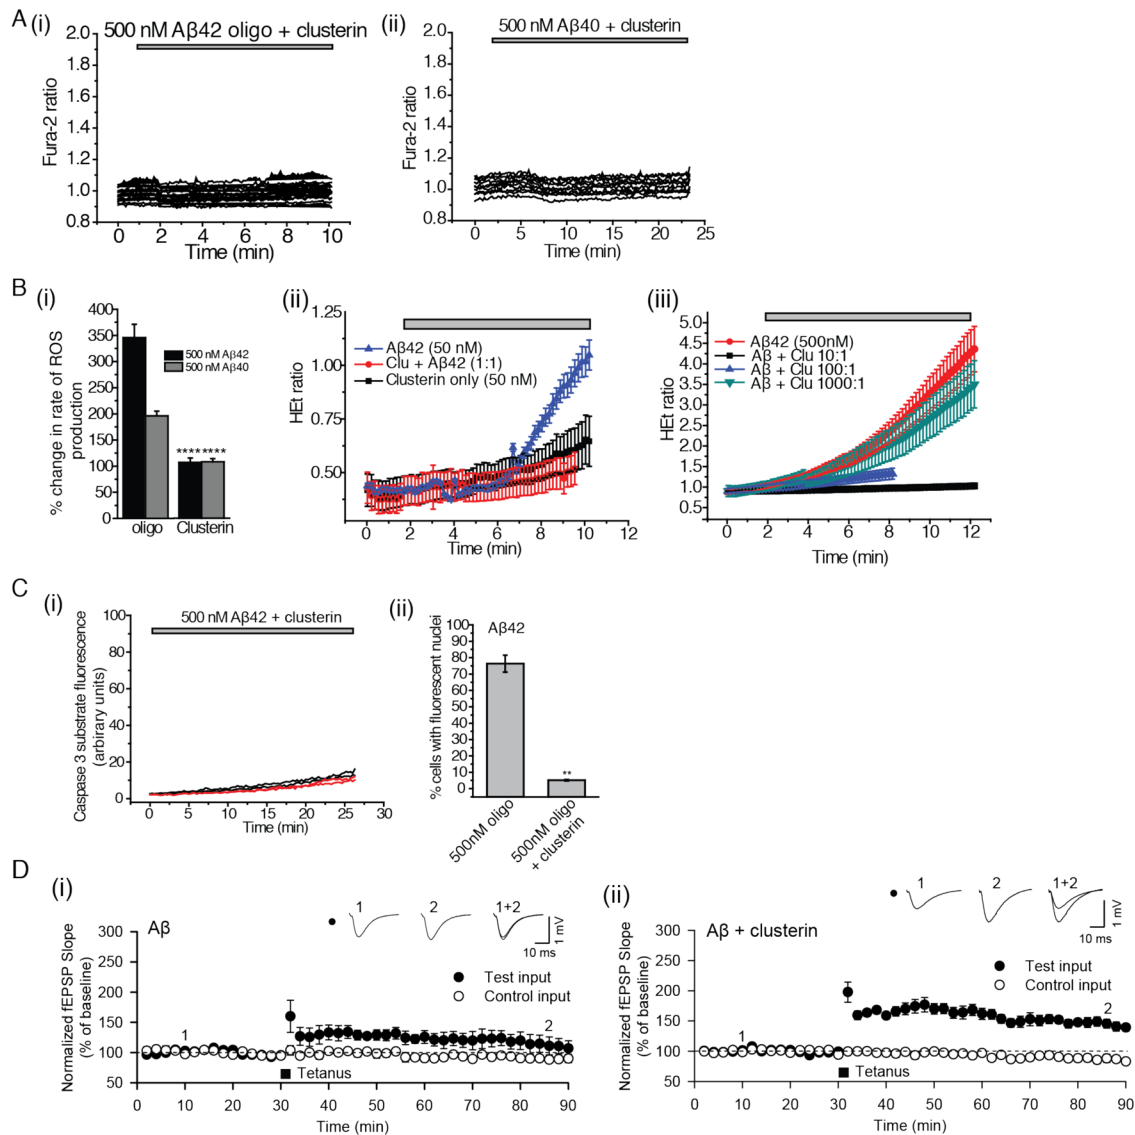 A
(i)
500 nM Aβ42 oligo + clusterin
Fura-2 ratio
2.0
1.8
1.6
1.4
1.2
1.0
0.8
0 2 4 6 8 10
Time (min)
(ii)
500 nM Aβ40 + clusterin
Fura-2 ratio
2.0
1.8
1.6
1.4
1.2
1.0
0.8
0 5 10 15 20 25
Time (min)
B
(i)
% change in rate of ROS
production
400
350
300
250
200
150
100
50
0
500 nM Aβ42
500 nM Aβ40
**** ****
oligo Clusterin
(ii)
HEt ratio
1.25
1.00
0.75
0.50
Aβ42 (50 nM)
Clu + Aβ42 (1:1)
Clusterin only (50 nM)
0 2 4 6 8 10 12
Time (min)
(iii)
HEt ratio
5.0
4.5
4.0
3.5
3.0
2.5
2.0
1.5
1.0
0.5
Aβ42 (500nM)
Aβ + Clu 10:1
Aβ + Clu 100:1
Aβ + Clu 1000:1
0 2 4 6 8 10 12
Time (min)
C
(i)
500 nM Aβ42 + clusterin
Caspase 3 substrate fluorescence
(arbirary units)
100
80
60
40
20
0
0 5 10 15 20 25 30
Time (min)
(ii)
% cells with fluorescent nuclei
100
90
80
70
60
50
40
30
20
10
0
Aβ42
**
500nM oligo
500nM oligo
+ clusterin
D
(i)
Aβ
1 2 1+2
1 mV
10 ms
Normalized fEPSP Slope
(% of baseline)
300
250
200
150
100
50
Test input
Control input
1
2
Tetanus
0 10 20 30 40 50 60 70 80 90
Time (min)
(ii)
Aβ + clusterin
1 2 1+2
1 mV
10 ms
Normalized fEPSP Slope
(% of baseline)
300
250
200
150
100
50
Test input
Control input
1
2
Tetanus
0 10 20 30 40 50 60 70 80 90
Time (min)